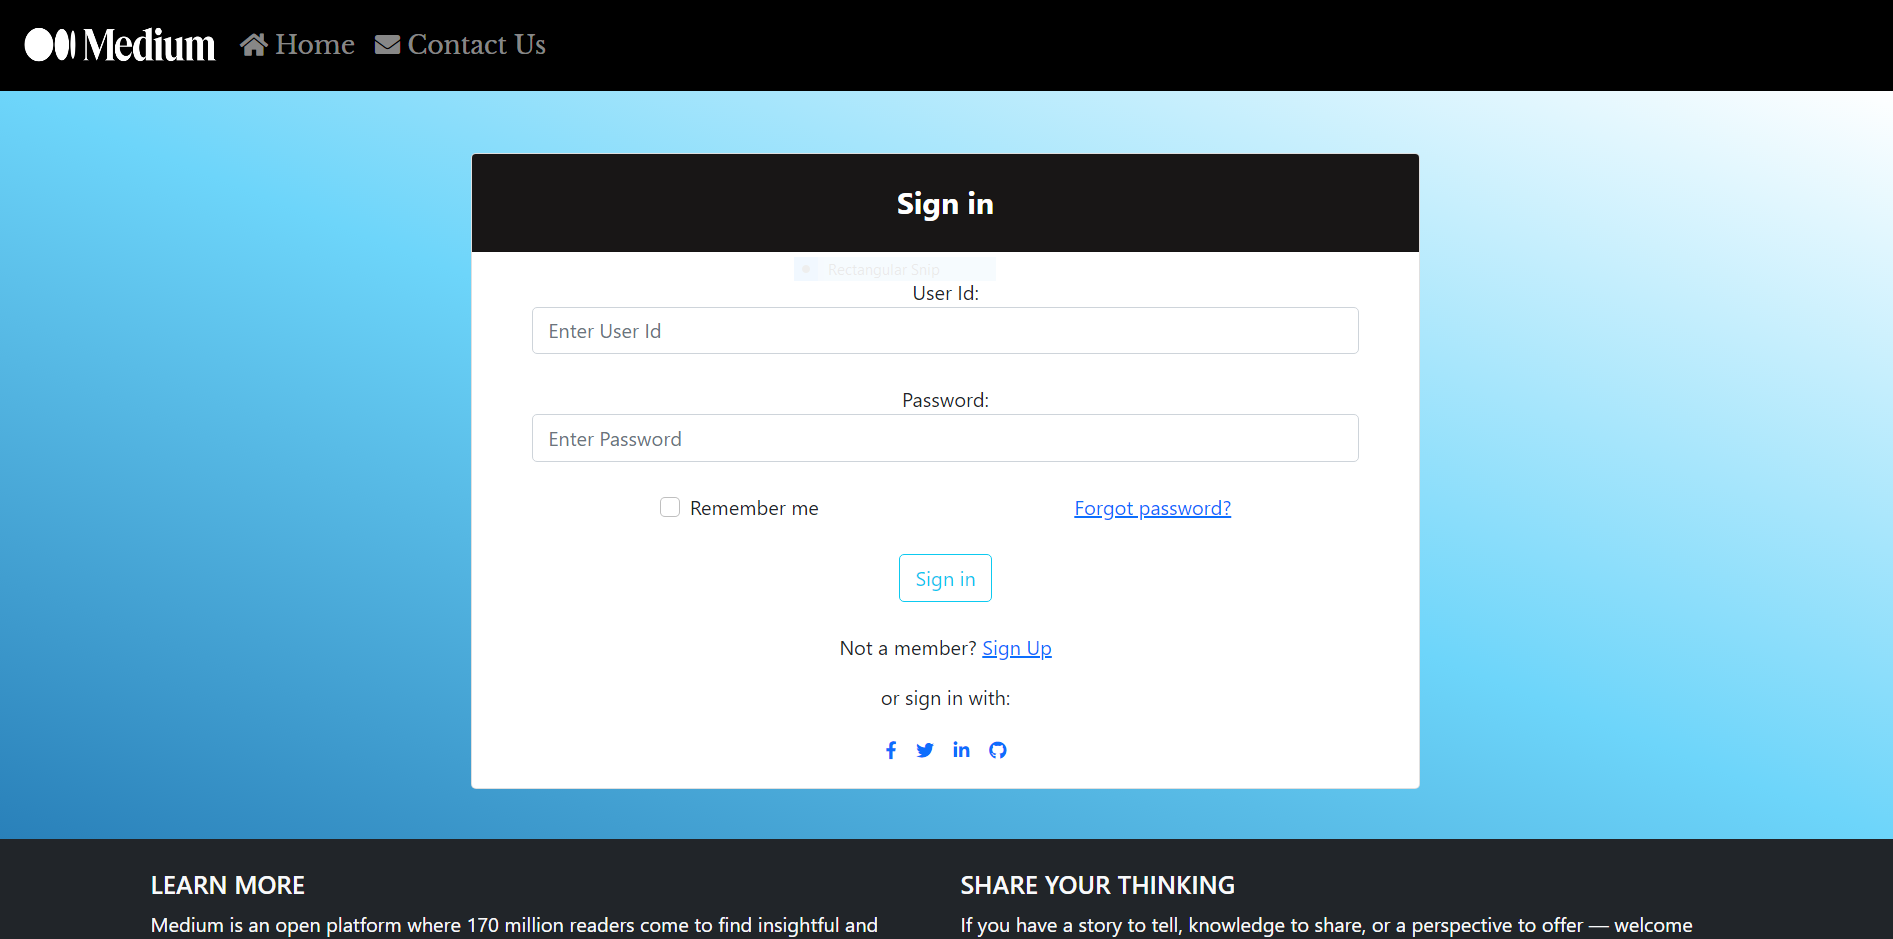 Medium Home Contact Us
Sign in
Rectangular Snip
User Id:
Enter User Id
Password:
Enter Password
Remember me Forgot password?
Sign in
Not a member? Sign Up
or sign in with:
LEARN MORE
Medium is an open platform where 170 million readers come to find insightful and
SHARE YOUR THINKING
If you have a story to tell, knowledge to share, or a perspective to offer — welcome